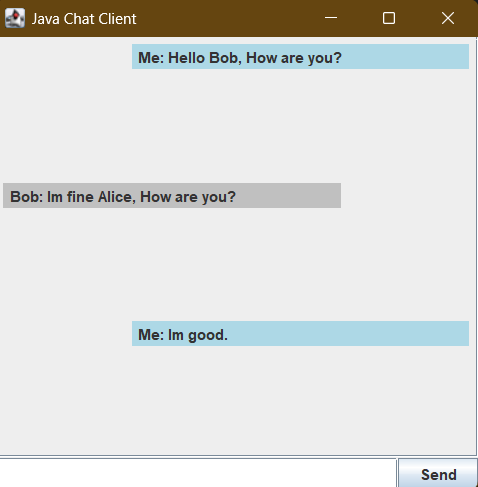 Java Chat Client
Me: Hello Bob, How are you?
Bob: Im fine Alice, How are you?
Me: Im good.
Send